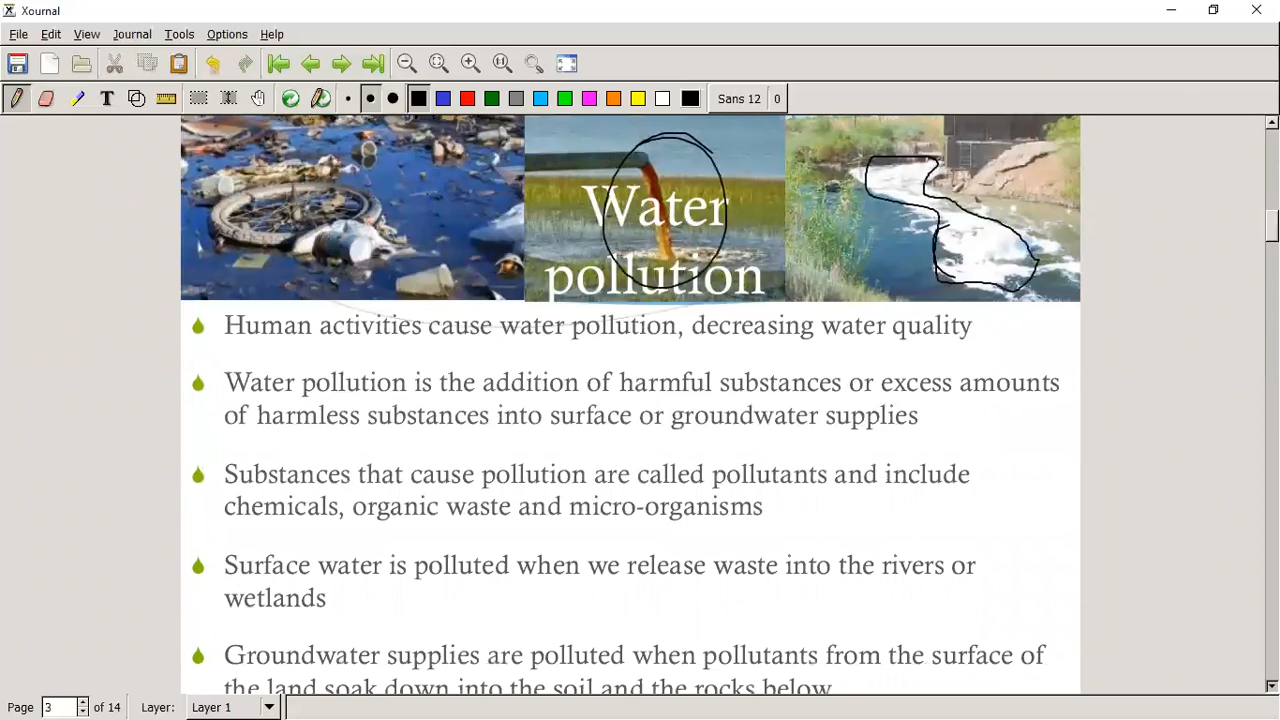 Xournal
File Edit View Journal Tools Options Help
T Sans 12 0
Water
pollution
Human activities cause water pollution, decreasing water quality
Water pollution is the addition of harmful substances or excess amounts
of harmless substances into surface or groundwater supplies
Substances that cause pollution are called pollutants and include
chemicals, organic waste and micro-organisms
Surface water is polluted when we release waste into the rivers or
wetlands
Groundwater supplies are polluted when pollutants from the surface of
the land soak down into the soil and the rocks below
Page 3 of 14 Layer: Layer 1